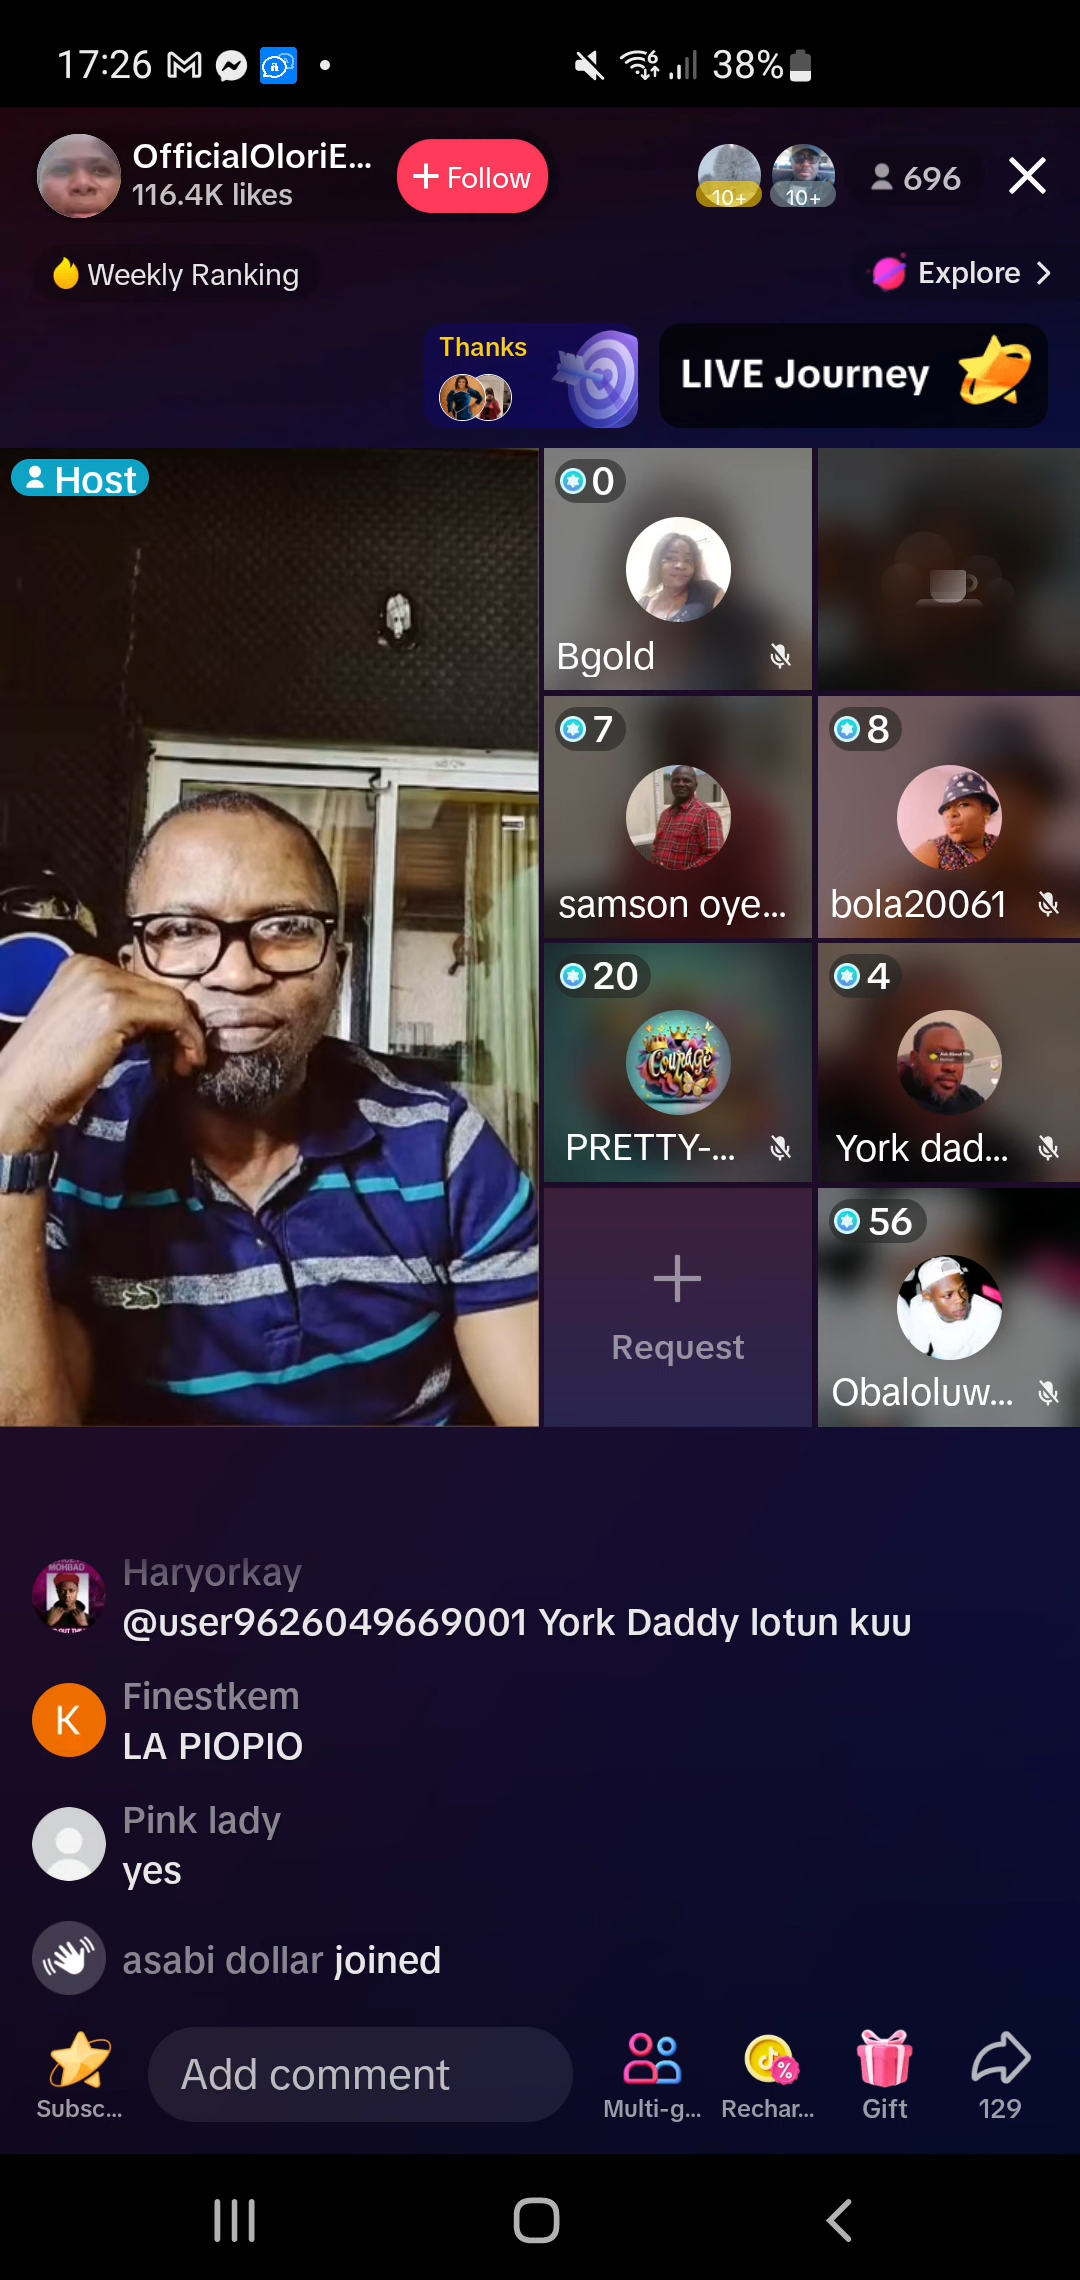 17:26
38%
OfficialOloriE...
116.4K likes
+ Follow
10+
10+
696
Weekly Ranking
Explore
Thanks
LIVE Journey
Host
0
Bgold
7
samson oye...
8
bola20061
20
Courage
PRETTY-...
4
York dad...
Request
56
Obaloluw...
MOHBAD
Haryorkay
@user9626049669001 York Daddy lotun kuu
K
Finestkem
LA PIOPIO
Pink lady
yes
asabi dollar joined
Subsc...
Add comment
Multi-g...
Rechar...
Gift
129